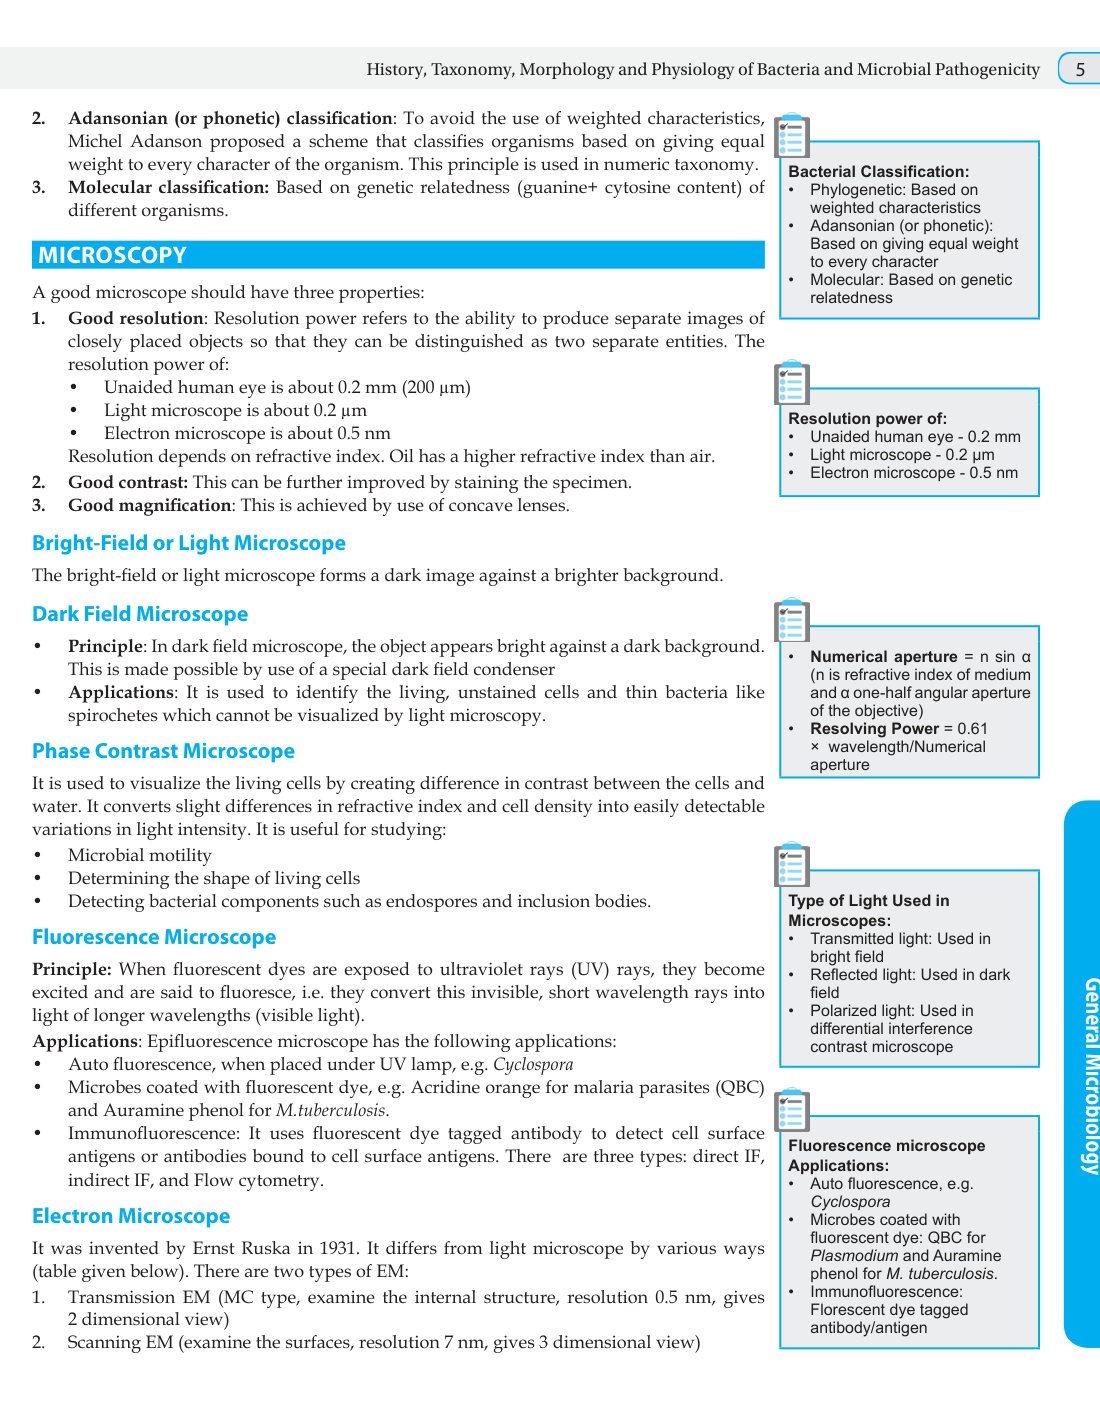 History, Taxonomy, Morphology and Physiology of Bacteria and Microbial Pathogenicity 5
2. Adansonian (or phonetic) classification: To avoid the use of weighted characteristics,
Michel Adanson proposed a scheme that classifies organisms based on giving equal
weight to every character of the organism. This principle is used in numeric taxonomy.
3. Molecular classification: Based on genetic relatedness (guanine+ cytosine content) of
different organisms.
MICROSCOPY
A good microscope should have three properties:
1. Good resolution: Resolution power refers to the ability to produce separate images of
closely placed objects so that they can be distinguished as two separate entities. The
resolution power of:
• Unaided human eye is about 0.2 mm (200 µm)
• Light microscope is about 0.2 µm
• Electron microscope is about 0.5 nm
Resolution depends on refractive index. Oil has a higher refractive index than air.
2. Good contrast: This can be further improved by staining the specimen.
3. Good magnification: This is achieved by use of concave lenses.
Bright-Field or Light Microscope
The bright-field or light microscope forms a dark image against a brighter background.
Dark Field Microscope
• Principle: In dark field microscope, the object appears bright against a dark background.
This is made possible by use of a special dark field condenser
• Applications: It is used to identify the living, unstained cells and thin bacteria like
spirochetes which cannot be visualized by light microscopy.
Phase Contrast Microscope
It is used to visualize the living cells by creating difference in contrast between the cells and
water. It converts slight differences in refractive index and cell density into easily detectable
variations in light intensity. It is useful for studying:
• Microbial motility
• Determining the shape of living cells
• Detecting bacterial components such as endospores and inclusion bodies.
Fluorescence Microscope
Principle: When fluorescent dyes are exposed to ultraviolet rays (UV) rays, they become
excited and are said to fluoresce, i.e. they convert this invisible, short wavelength rays into
light of longer wavelengths (visible light).
Applications: Epifluorescence microscope has the following applications:
• Auto fluorescence, when placed under UV lamp, e.g. Cyclospora
• Microbes coated with fluorescent dye, e.g. Acridine orange for malaria parasites (QBC)
and Auramine phenol for M.tuberculosis.
• Immunofluorescence: It uses fluorescent dye tagged antibody to detect cell surface
antigens or antibodies bound to cell surface antigens. There are three types: direct IF,
indirect IF, and Flow cytometry.
Electron Microscope
It was invented by Ernst Ruska in 1931. It differs from light microscope by various ways
(table given below). There are two types of EM:
1. Transmission EM (MC type, examine the internal structure, resolution 0.5 nm, gives
2 dimensional view)
2. Scanning EM (examine the surfaces, resolution 7 nm, gives 3 dimensional view)
Bacterial Classification:
• Phylogenetic: Based on
weighted characteristics
• Adansonian (or phonetic):
Based on giving equal weight
to every character
• Molecular: Based on genetic
relatedness
Resolution power of:
• Unaided human eye - 0.2 mm
• Light microscope - 0.2 µm
• Electron microscope - 0.5 nm
• Numerical aperture = n sin α
(n is refractive index of medium
and α one-half angular aperture
of the objective)
• Resolving Power = 0.61
× wavelength/Numerical
aperture
Type of Light Used in
Microscopes:
• Transmitted light: Used in
bright field
• Reflected light: Used in dark
field
• Polarized light: Used in
differential interference
contrast microscope
Fluorescence microscope
Applications:
• Auto fluorescence, e.g.
Cyclospora
• Microbes coated with
fluorescent dye: QBC for
Plasmodium and Auramine
phenol for M. tuberculosis.
• Immunofluorescence:
Florescent dye tagged
antibody/antigen
General Microbiology